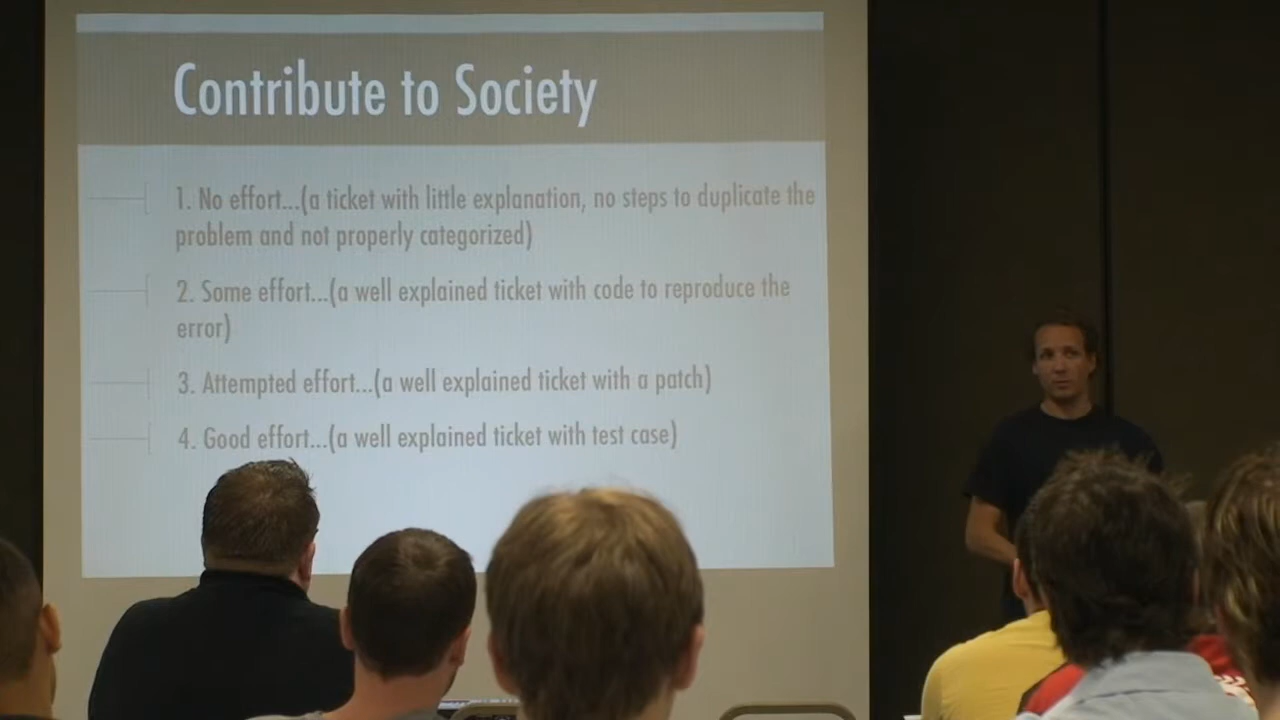 Contribute to Society
1. No effort...(a ticket with little explanation, no steps to duplicate the
problem and not properly categorized)
2. Some effort...(a well explained ticket with code to reproduce the
error)
3. Attempted effort...(a well explained ticket with a patch)
4. Good effort...(a well explained ticket with test case)